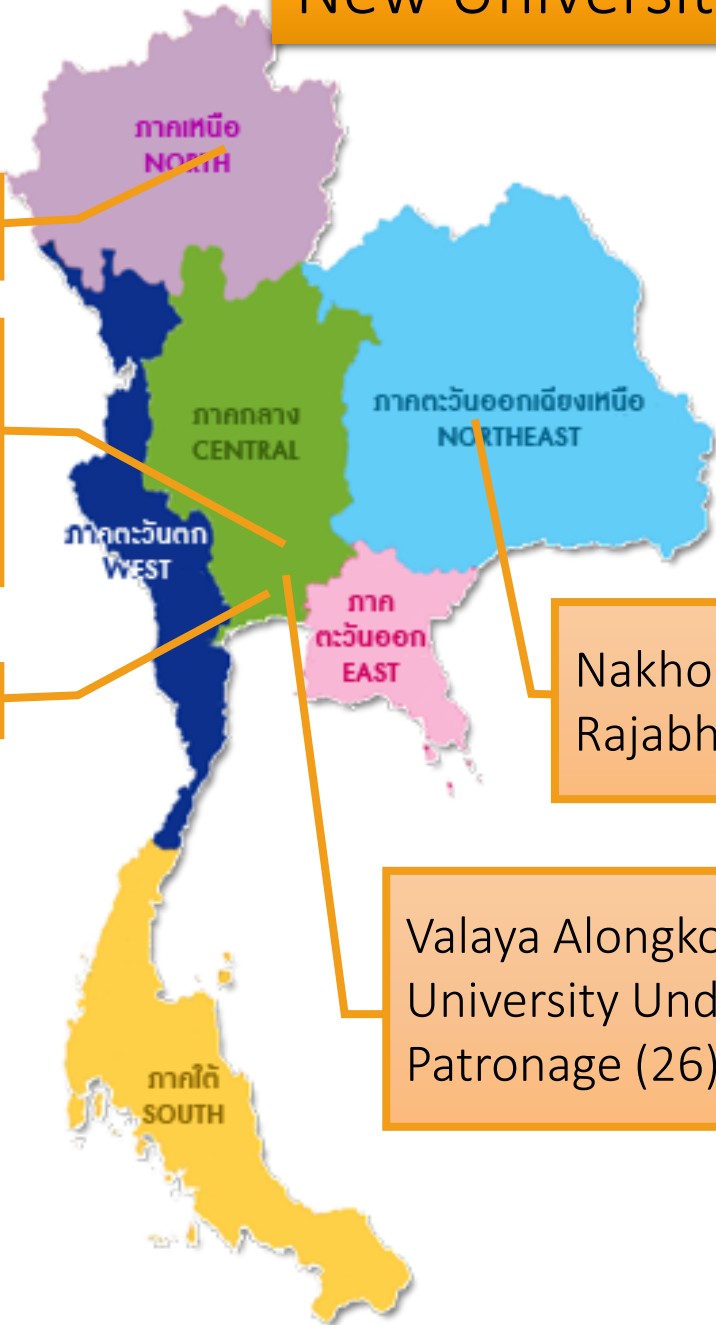 New Universit
ภาคเหนือ
NORTH
ภาคตะวันออกเฉียงเหนือ
NORTHEAST
ภาคกลาง
CENTRAL
ภาคตะวันตก
WEST
ภาค
ตะวันออก
EAST
Nakho
Rajabh
Valaya Alongko
University Und
Patronage (26)
ภาคใต้
SOUTH